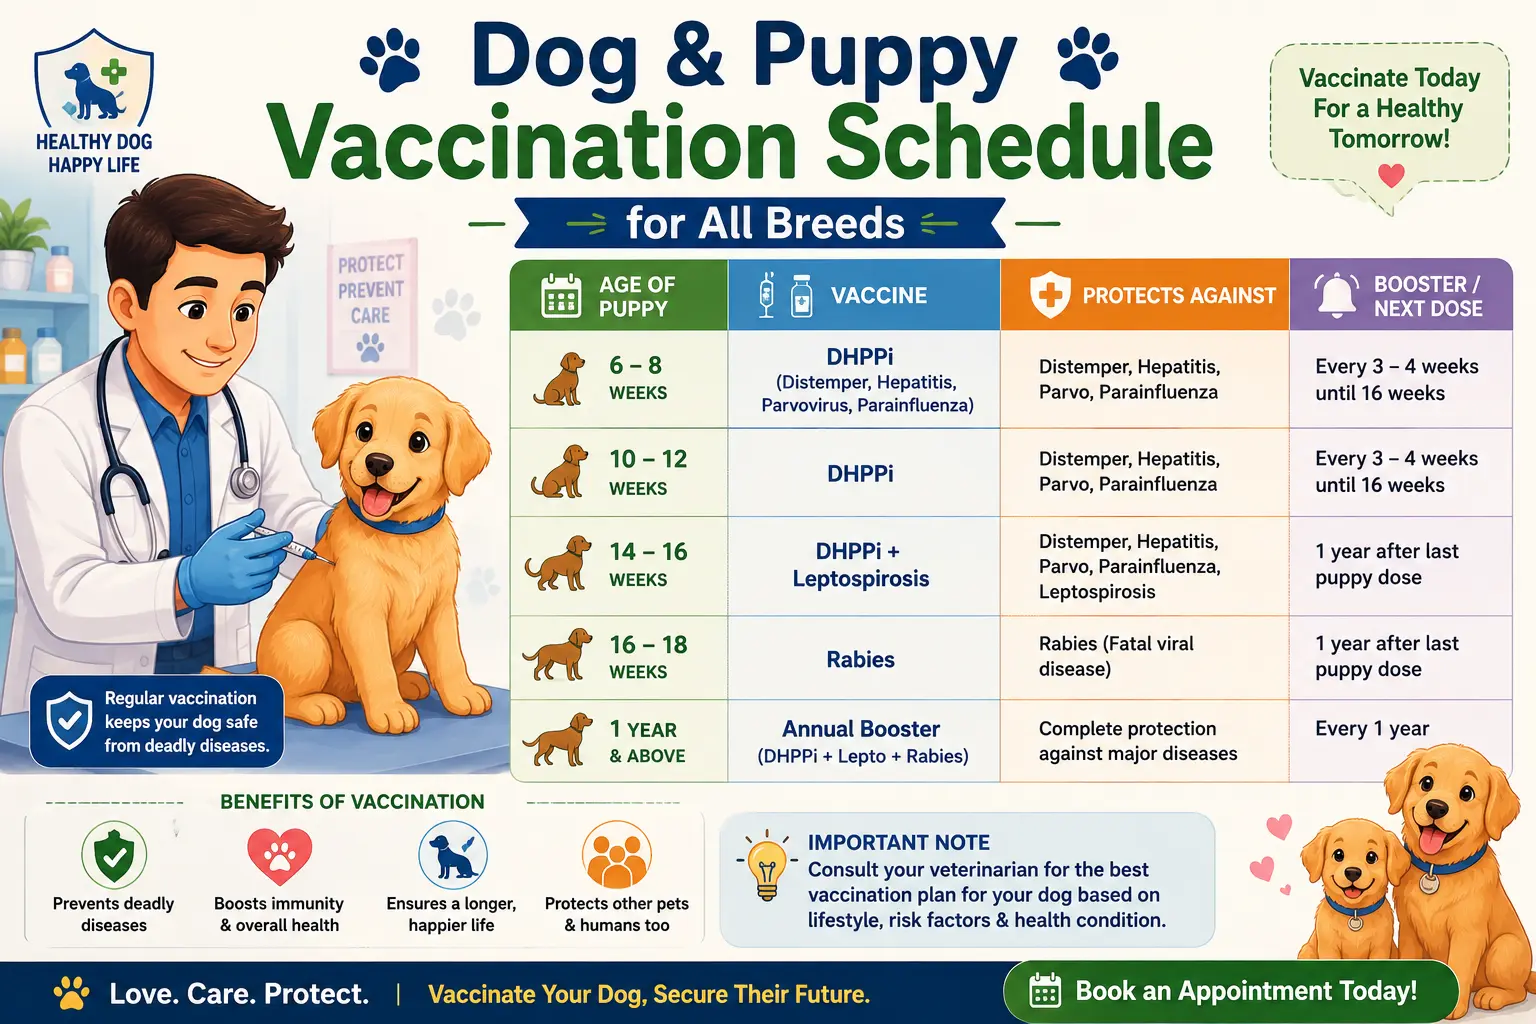 HEALTHY DOG
HAPPY LIFE
Dog & Puppy
Vaccination Schedule
for All Breeds
Vaccinate Today
For a Healthy
Tomorrow!
PROTECT
PREVENT
CARE
AGE OF
PUPPY
VACCINE
PROTECTS AGAINST
BOOSTER /
NEXT DOSE
6 – 8
WEEKS
DHPPi
(Distemper, Hepatitis,
Parvovirus, Parainfluenza)
Distemper, Hepatitis,
Parvo, Parainfluenza
Every 3 – 4 weeks
until 16 weeks
10 – 12
WEEKS
DHPPi
Distemper, Hepatitis,
Parvo, Parainfluenza
Every 3 – 4 weeks
until 16 weeks
14 – 16
WEEKS
DHPPi +
Leptospirosis
Distemper, Hepatitis,
Parvo, Parainfluenza,
Leptospirosis
1 year after last
puppy dose
16 – 18
WEEKS
Rabies
Rabies (Fatal viral
disease)
1 year after last
puppy dose
1 YEAR
& ABOVE
Annual Booster
(DHPPi + Lepto + Rabies)
Complete protection
against major diseases
Every 1 year
Regular vaccination
keeps your dog safe
from deadly diseases.
BENEFITS OF VACCINATION
Prevents deadly
diseases
Boosts immunity
& overall health
Ensures a longer,
happier life
Protects other pets
& humans too
IMPORTANT NOTE
Consult your veterinarian for the best
vaccination plan for your dog based on
lifestyle, risk factors & health condition.
Love. Care. Protect. | Vaccinate Your Dog, Secure Their Future.
Book an Appointment Today!